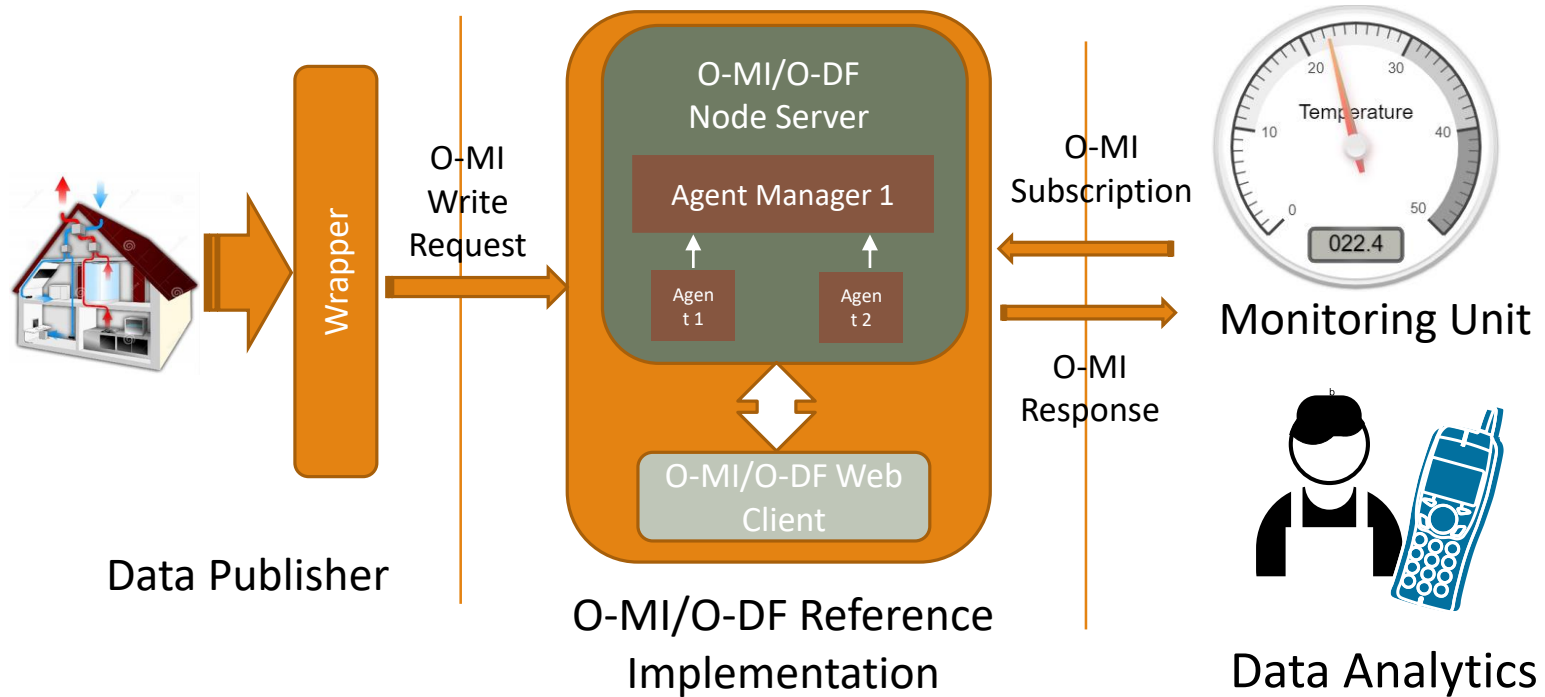 O-MI/O-DF
Node Server
Agent Manager 1
Agen
t 1
Agen
t 2
O-MI/O-DF Web
Client
Wrapper
O-MI
Write
Request
O-MI
Subscription
O-MI
Response
20
30
Temperature
10
40
0
50
022.4
Monitoring Unit
b
Data Publisher
O-MI/O-DF Reference
Implementation
Data Analytics